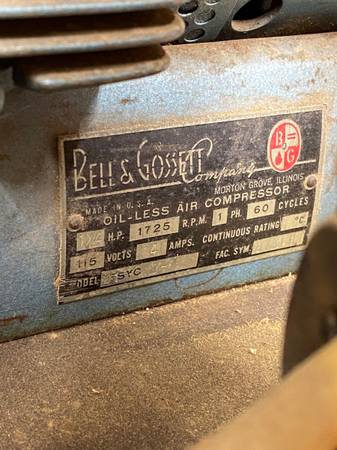 BELL & GOSSETT
Company
B&G
MORTON GROVE, ILLINOIS
MADE IN U.S.A.
OIL-LESS AIR COMPRESSOR
H.P. 1725 R.P.M. 1 PH. 60 CYCLES
115 VOLTS AMPS. CONTINUOUS RATING °C
MODEL SYC FAC. SYM.